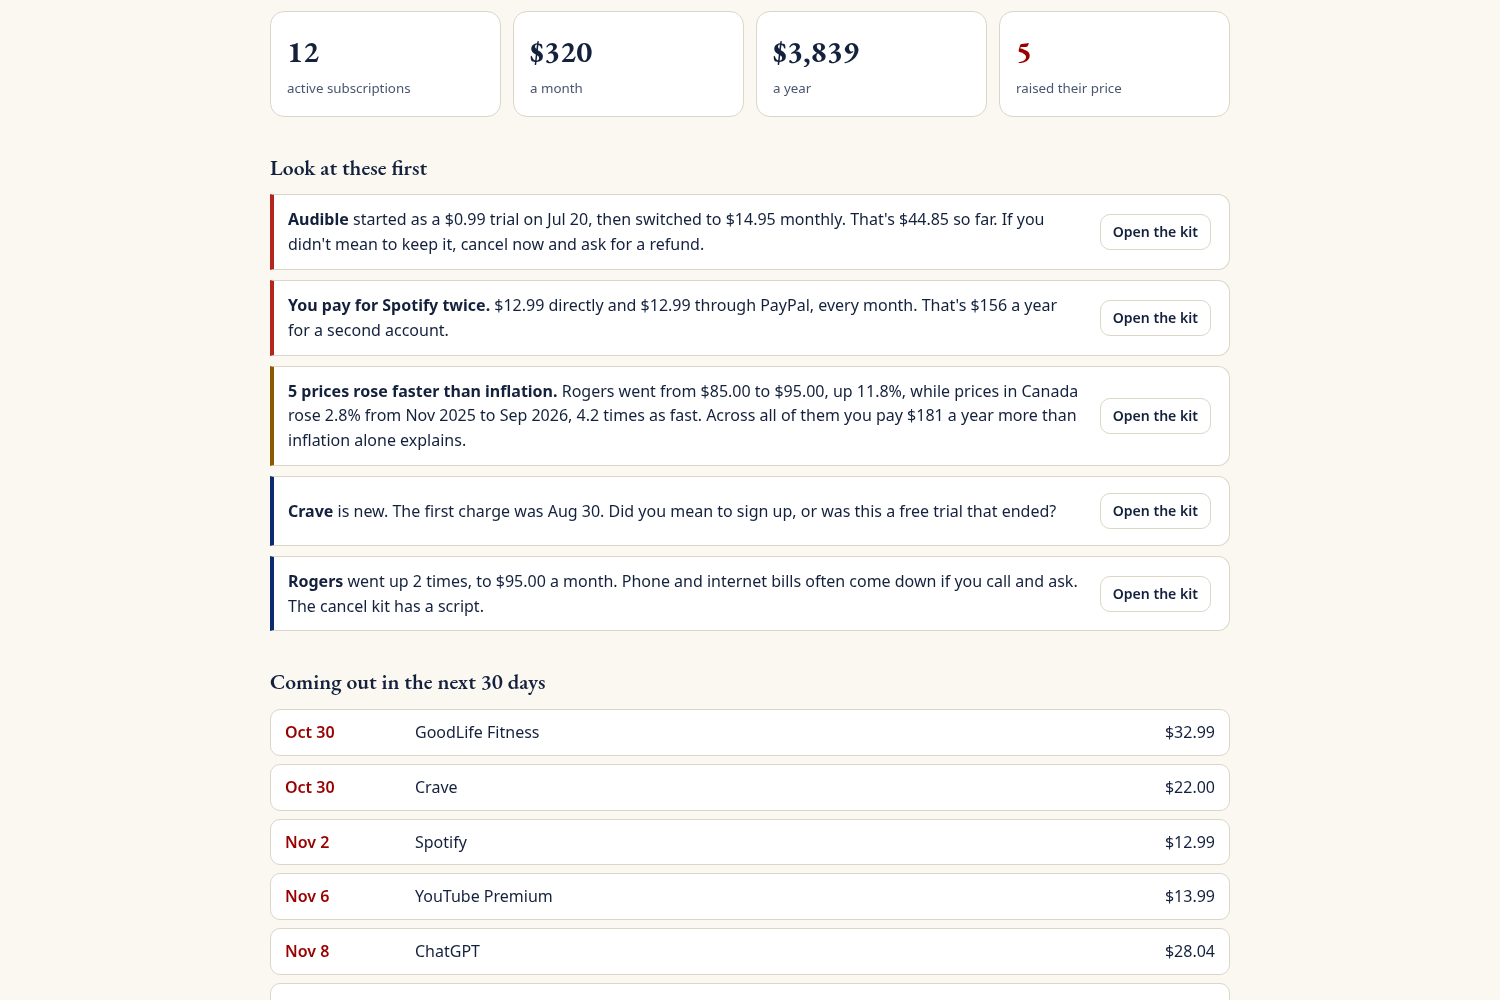 12
active subscriptions
$320
a month
$3,839
a year
5
raised their price
Look at these first
Audible started as a $0.99 trial on Jul 20, then switched to $14.95 monthly. That's $44.85 so far. If you
didn't mean to keep it, cancel now and ask for a refund.
Open the kit
You pay for Spotify twice. $12.99 directly and $12.99 through PayPal, every month. That's $156 a year
for a second account.
Open the kit
5 prices rose faster than inflation. Rogers went from $85.00 to $95.00, up 11.8%, while prices in Canada
rose 2.8% from Nov 2025 to Sep 2026, 4.2 times as fast. Across all of them you pay $181 a year more than
inflation alone explains.
Open the kit
Crave is new. The first charge was Aug 30. Did you mean to sign up, or was this a free trial that ended?
Open the kit
Rogers went up 2 times, to $95.00 a month. Phone and internet bills often come down if you call and ask.
The cancel kit has a script.
Open the kit
Coming out in the next 30 days
Oct 30 GoodLife Fitness $32.99
Oct 30 Crave $22.00
Nov 2 Spotify $12.99
Nov 6 YouTube Premium $13.99
Nov 8 ChatGPT $28.04